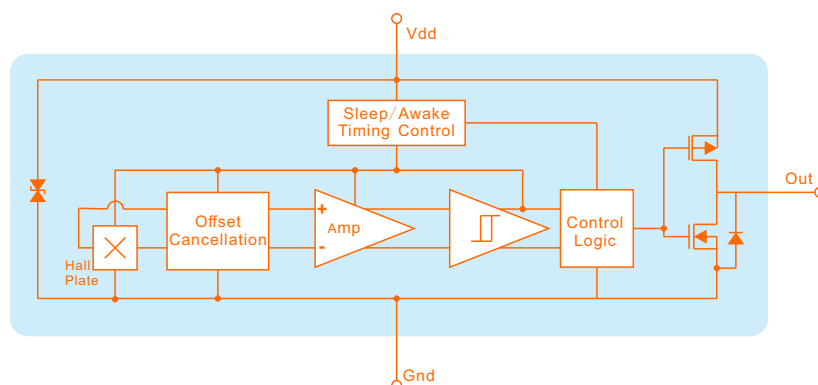 Vdd
Sleep/Awake
Timing Control
Out
Offset
Cancellation
+
-
Amp
Control
Logic
Hall
Plate
Gnd